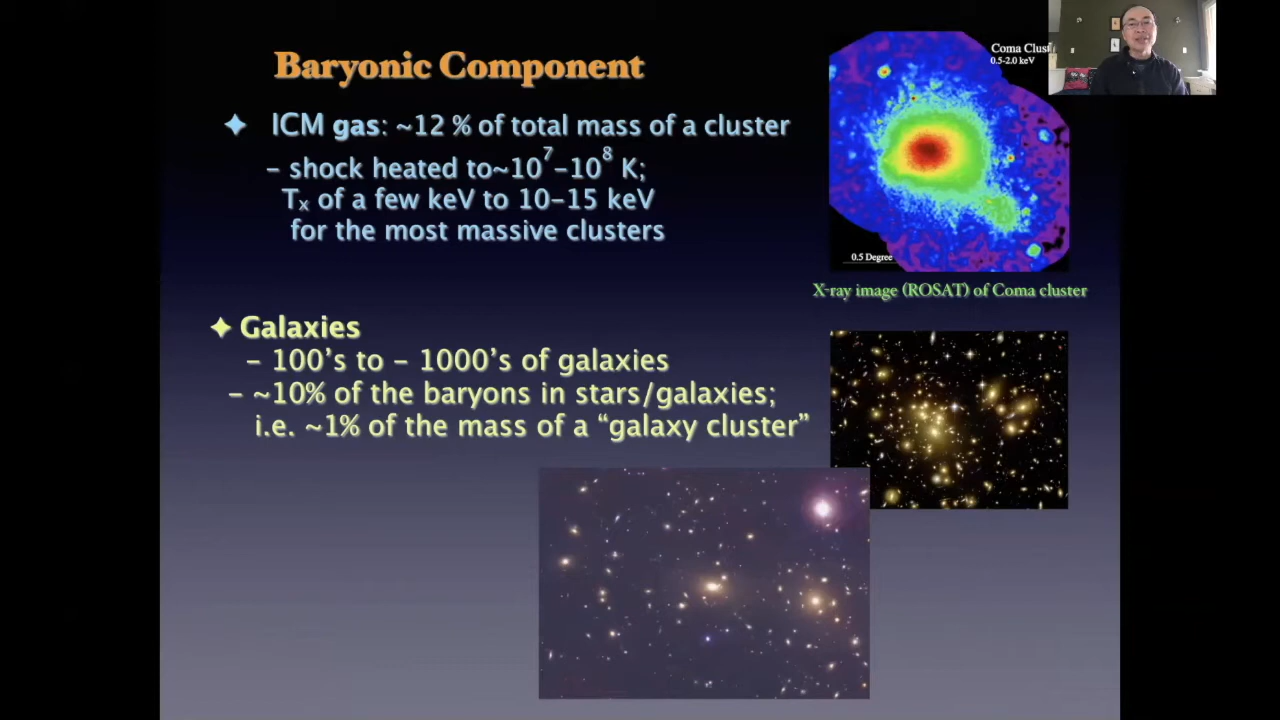 Baryonic Component
✦ ICM gas: ~12 % of total mass of a cluster
– shock heated to~10⁷–10⁸ K;
Tₓ of a few keV to 10–15 keV
for the most massive clusters
Coma Clust
0.5-2.0 keV
0.5 Degree
X-ray image (ROSAT) of Coma cluster
✦ Galaxies
– 100’s to – 1000’s of galaxies
– ~10% of the baryons in stars/galaxies;
i.e. ~1% of the mass of a “galaxy cluster”